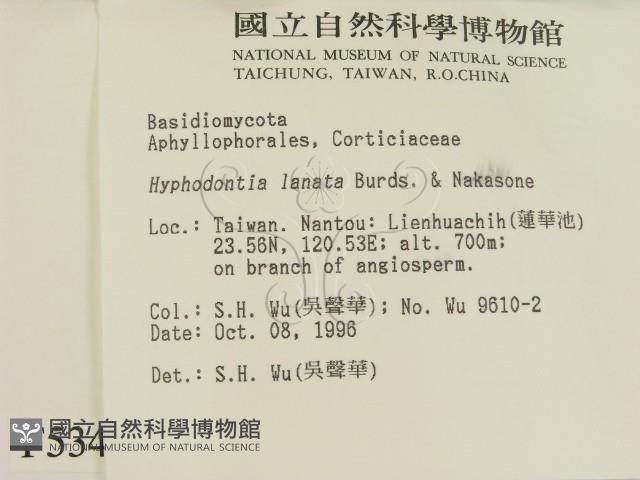 國立自然科學博物館
NATIONAL MUSEUM OF NATURAL SCIENCE
TAICHUNG, TAIWAN, R.O.CHINA
Basidiomycota
Aphyllophorales, Corticiaceae
Hyphodontia lanata Burds. & Nakasone
Loc.: Taiwan. Nantou: Lienhuachih(蓮華池)
23.56N, 120.53E; alt. 700m;
on branch of angiosperm.
Col.: S.H. Wu(吳聲華); No. Wu 9610-2
Date: Oct. 08, 1996
Det.: S.H. Wu(吳聲華)
國立自然科學博物館
NATIONAL MUSEUM OF NATURAL SCIENCE
534